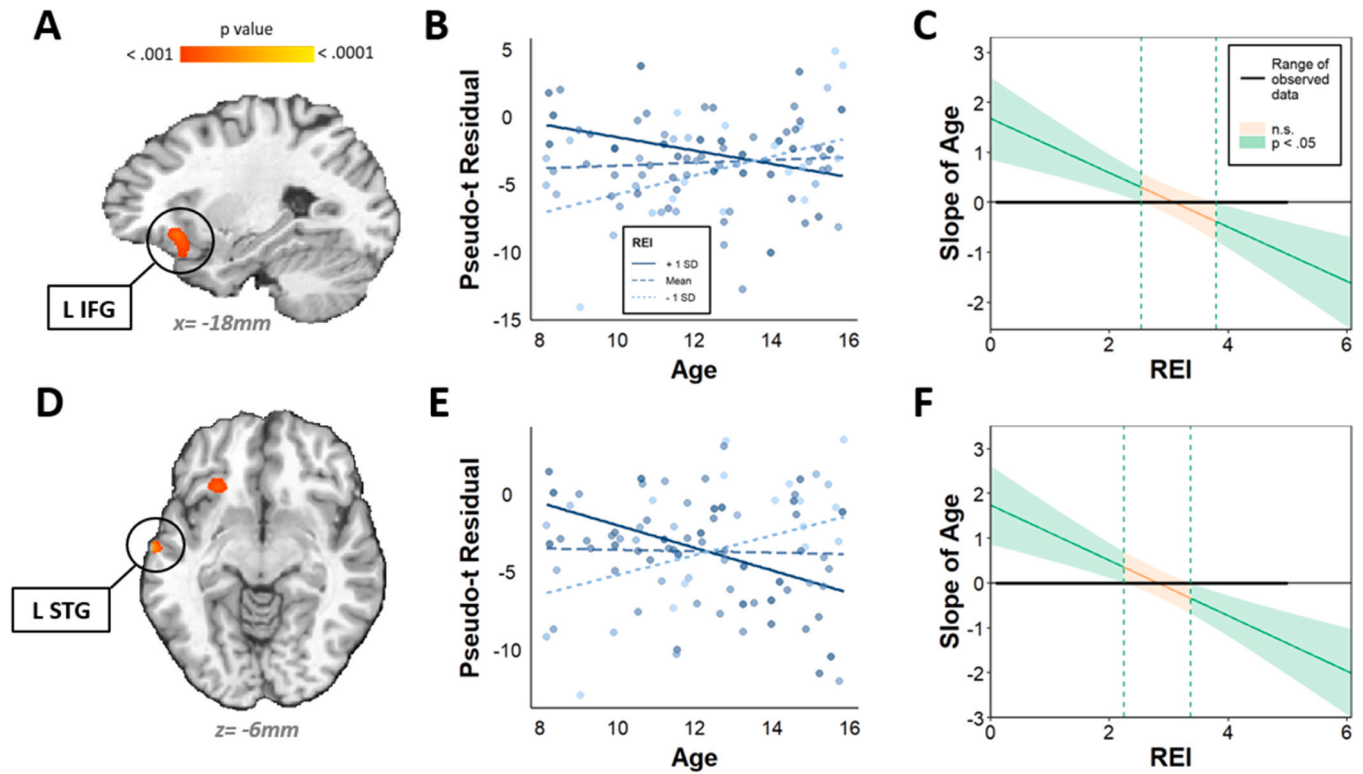 A
p value
< .001
< .0001
L IFG
x= -18mm
B
Pseudo-t Residual
5
0
-5
-10
-15
REI
+ 1 SD
Mean
- 1 SD
8
10
12
14
16
Age
C
Slope of Age
3
2
1
0
-1
-2
Range of
observed
data
n.s.
p < .05
0
2
4
6
REI
D
L STG
z= -6mm
E
Pseudo-t Residual
0
-5
-10
8
10
12
14
16
Age
F
Slope of Age
3
2
1
0
-1
-2
-3
0
2
4
6
REI